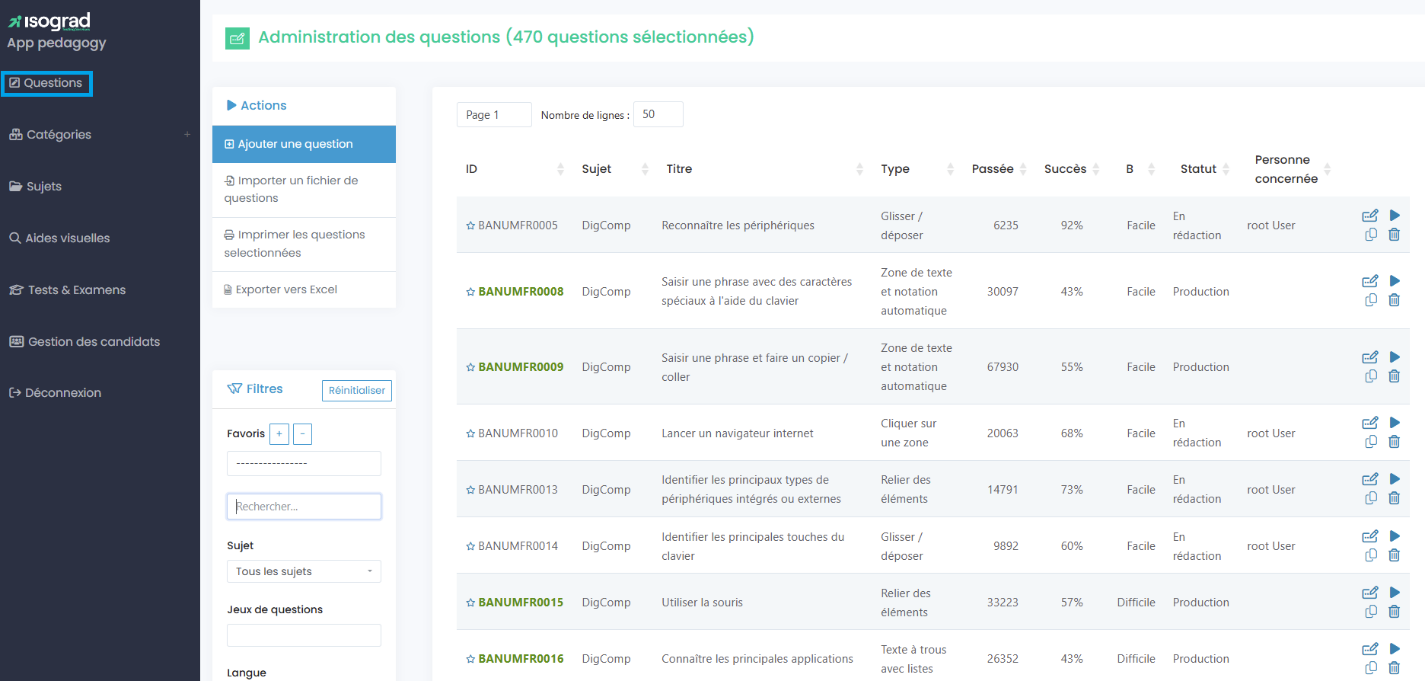 isograd
App pedagogy
Questions
Catégories +
Sujets
Aides visuelles
Tests & Examens
Gestion des candidats
Déconnexion
Administration des questions (470 questions sélectionnées)
Actions
Ajouter une question
Importer un fichier de
questions
Imprimer les questions
selectionnées
Exporter vers Excel
Filtres Réinitialiser
Favoris + -
----------------
Rechercher...
Sujet
Tous les sujets
Jeux de questions
Langue
Page 1 Nombre de lignes : 50
ID Sujet Titre Type Passée Succès B Statut Personne
concernée
BANUMFR0005 DigComp Reconnaître les périphériques Glisser /
déposer 6235 92% Facile En
rédaction root User
BANUMFR0008 DigComp Saisir une phrase avec des caractères
spéciaux à l'aide du clavier Zone de texte
et notation
automatique 30097 43% Facile Production
BANUMFR0009 DigComp Saisir une phrase et faire un copier /
coller Zone de texte
et notation
automatique 67930 55% Facile Production
BANUMFR0010 DigComp Lancer un navigateur internet Cliquer sur
une zone 20063 68% Facile En
rédaction root User
BANUMFR0013 DigComp Identifier les principaux types de
périphériques intégrés ou externes Relier des
éléments 14791 73% Facile En
rédaction root User
BANUMFR0014 DigComp Identifier les principales touches du
clavier Glisser /
déposer 9892 60% Facile En
rédaction root User
BANUMFR0015 DigComp Utiliser la souris Relier des
éléments 33223 57% Difficile Production
BANUMFR0016 DigComp Connaître les principales applications Texte à trous
avec listes 26352 43% Difficile Production